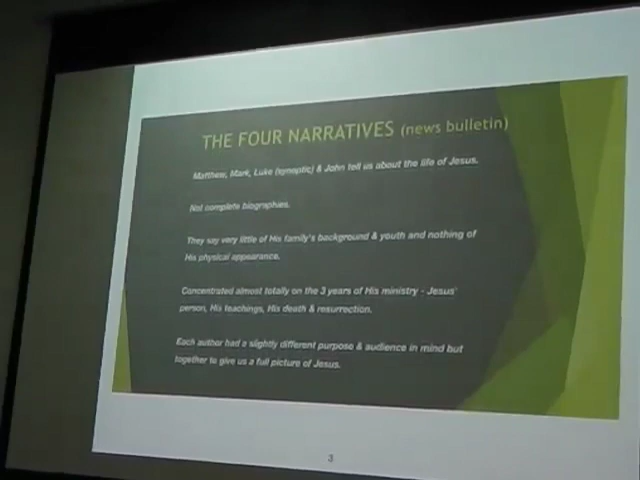 THE FOUR NARRATIVES (news bulletin)
Matthew, Mark, Luke (synoptic) & John tell us about the life of Jesus.
Not complete biographies.
They say very little of His family's background & youth and nothing of
His physical appearance.
Concentrated almost totally on the 3 years of His ministry - Jesus'
person, His teachings, His death & resurrection.
Each author had a slightly different purpose & audience in mind but
together to give us a full picture of Jesus.
3